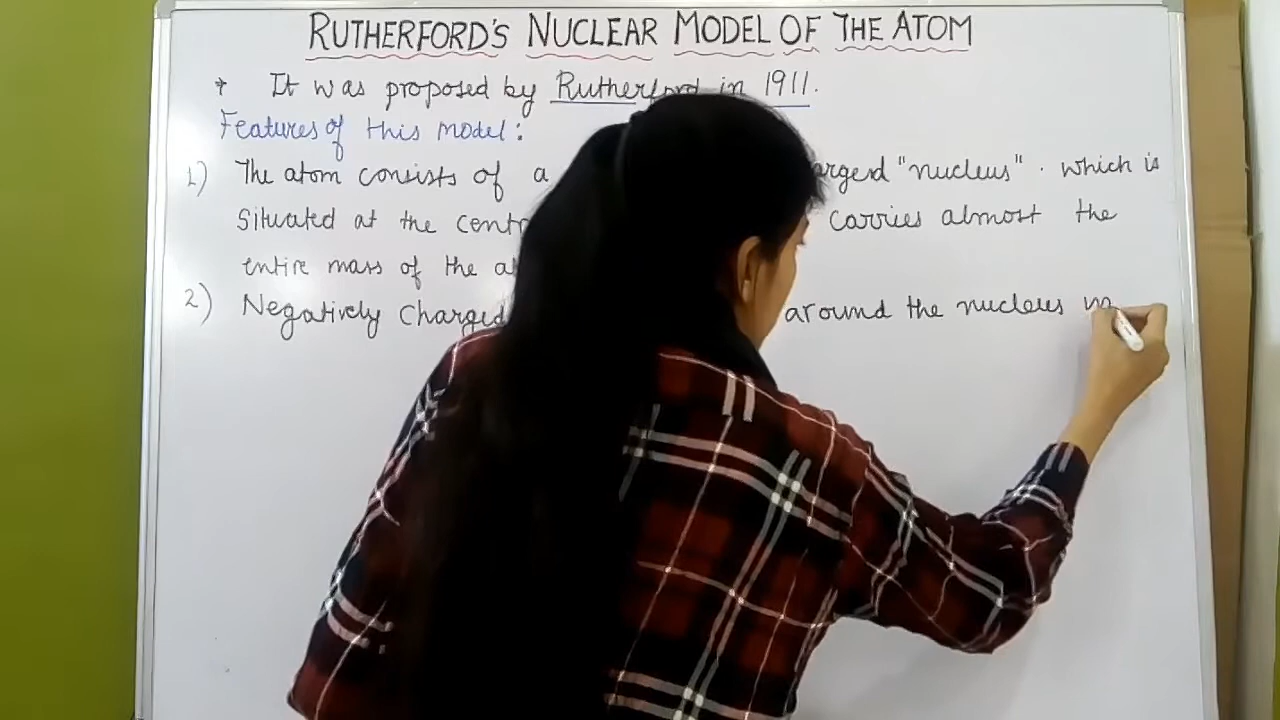 RUTHERFORD'S NUCLEAR MODEL OF THE ATOM
* It was proposed by Rutherford in 1911.
Features of this model:
1) The atom consists of a "nucleus". which is
Situated at the carries almost the
entire mass of the
2) Negatively Charged around the nucleus in